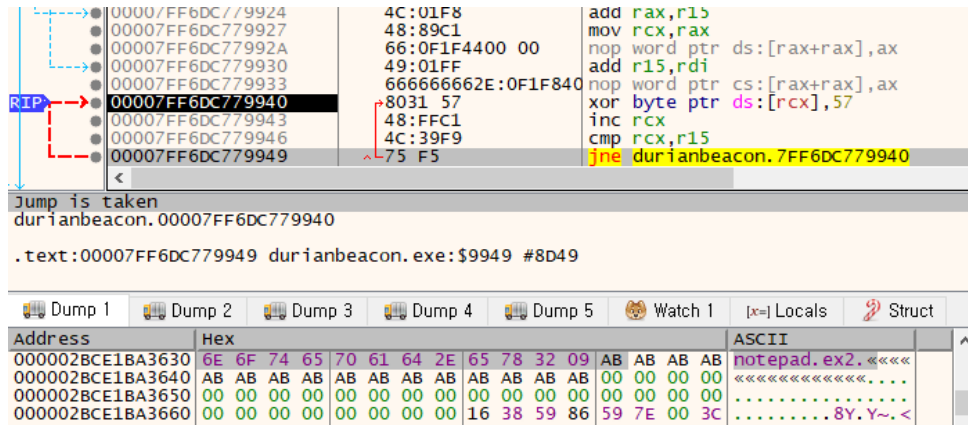 00007FF6DC779924 4C:01F8 add rax,r15
00007FF6DC779927 48:89C1 mov rcx,rax
00007FF6DC77992A 66:0F1F4400 00 nop word ptr ds:[rax+rax],ax
00007FF6DC779930 49:01FF add r15,rdi
00007FF6DC779933 666666662E:0F1F840 nop word ptr cs:[rax+rax],ax
RIP 00007FF6DC779940 8031 57 xor byte ptr ds:[rcx],57
00007FF6DC779943 48:FFC1 inc rcx
00007FF6DC779946 4C:39F9 cmp rcx,r15
00007FF6DC779949 75 F5 jne durianbeacon.7FF6DC779940
Jump is taken
durianbeacon.00007FF6DC779940
.text:00007FF6DC779949 durianbeacon.exe:$9949 #8D49
Dump 1 Dump 2 Dump 3 Dump 4 Dump 5 Watch 1 [x=] Locals Struct
Address Hex ASCII
000002BCE1BA3630 6E 6F 74 65 70 61 64 2E 65 78 32 09 AB AB AB AB notepad.ex2.««««
000002BCE1BA3640 AB AB AB AB AB AB AB AB AB AB AB AB 00 00 00 00 ««««««««««««....
000002BCE1BA3650 00 00 00 00 00 00 00 00 00 00 00 00 00 00 00 00 ................
000002BCE1BA3660 00 00 00 00 00 00 00 00 16 38 59 86 59 7E 00 3C .........8Y.Y~.<